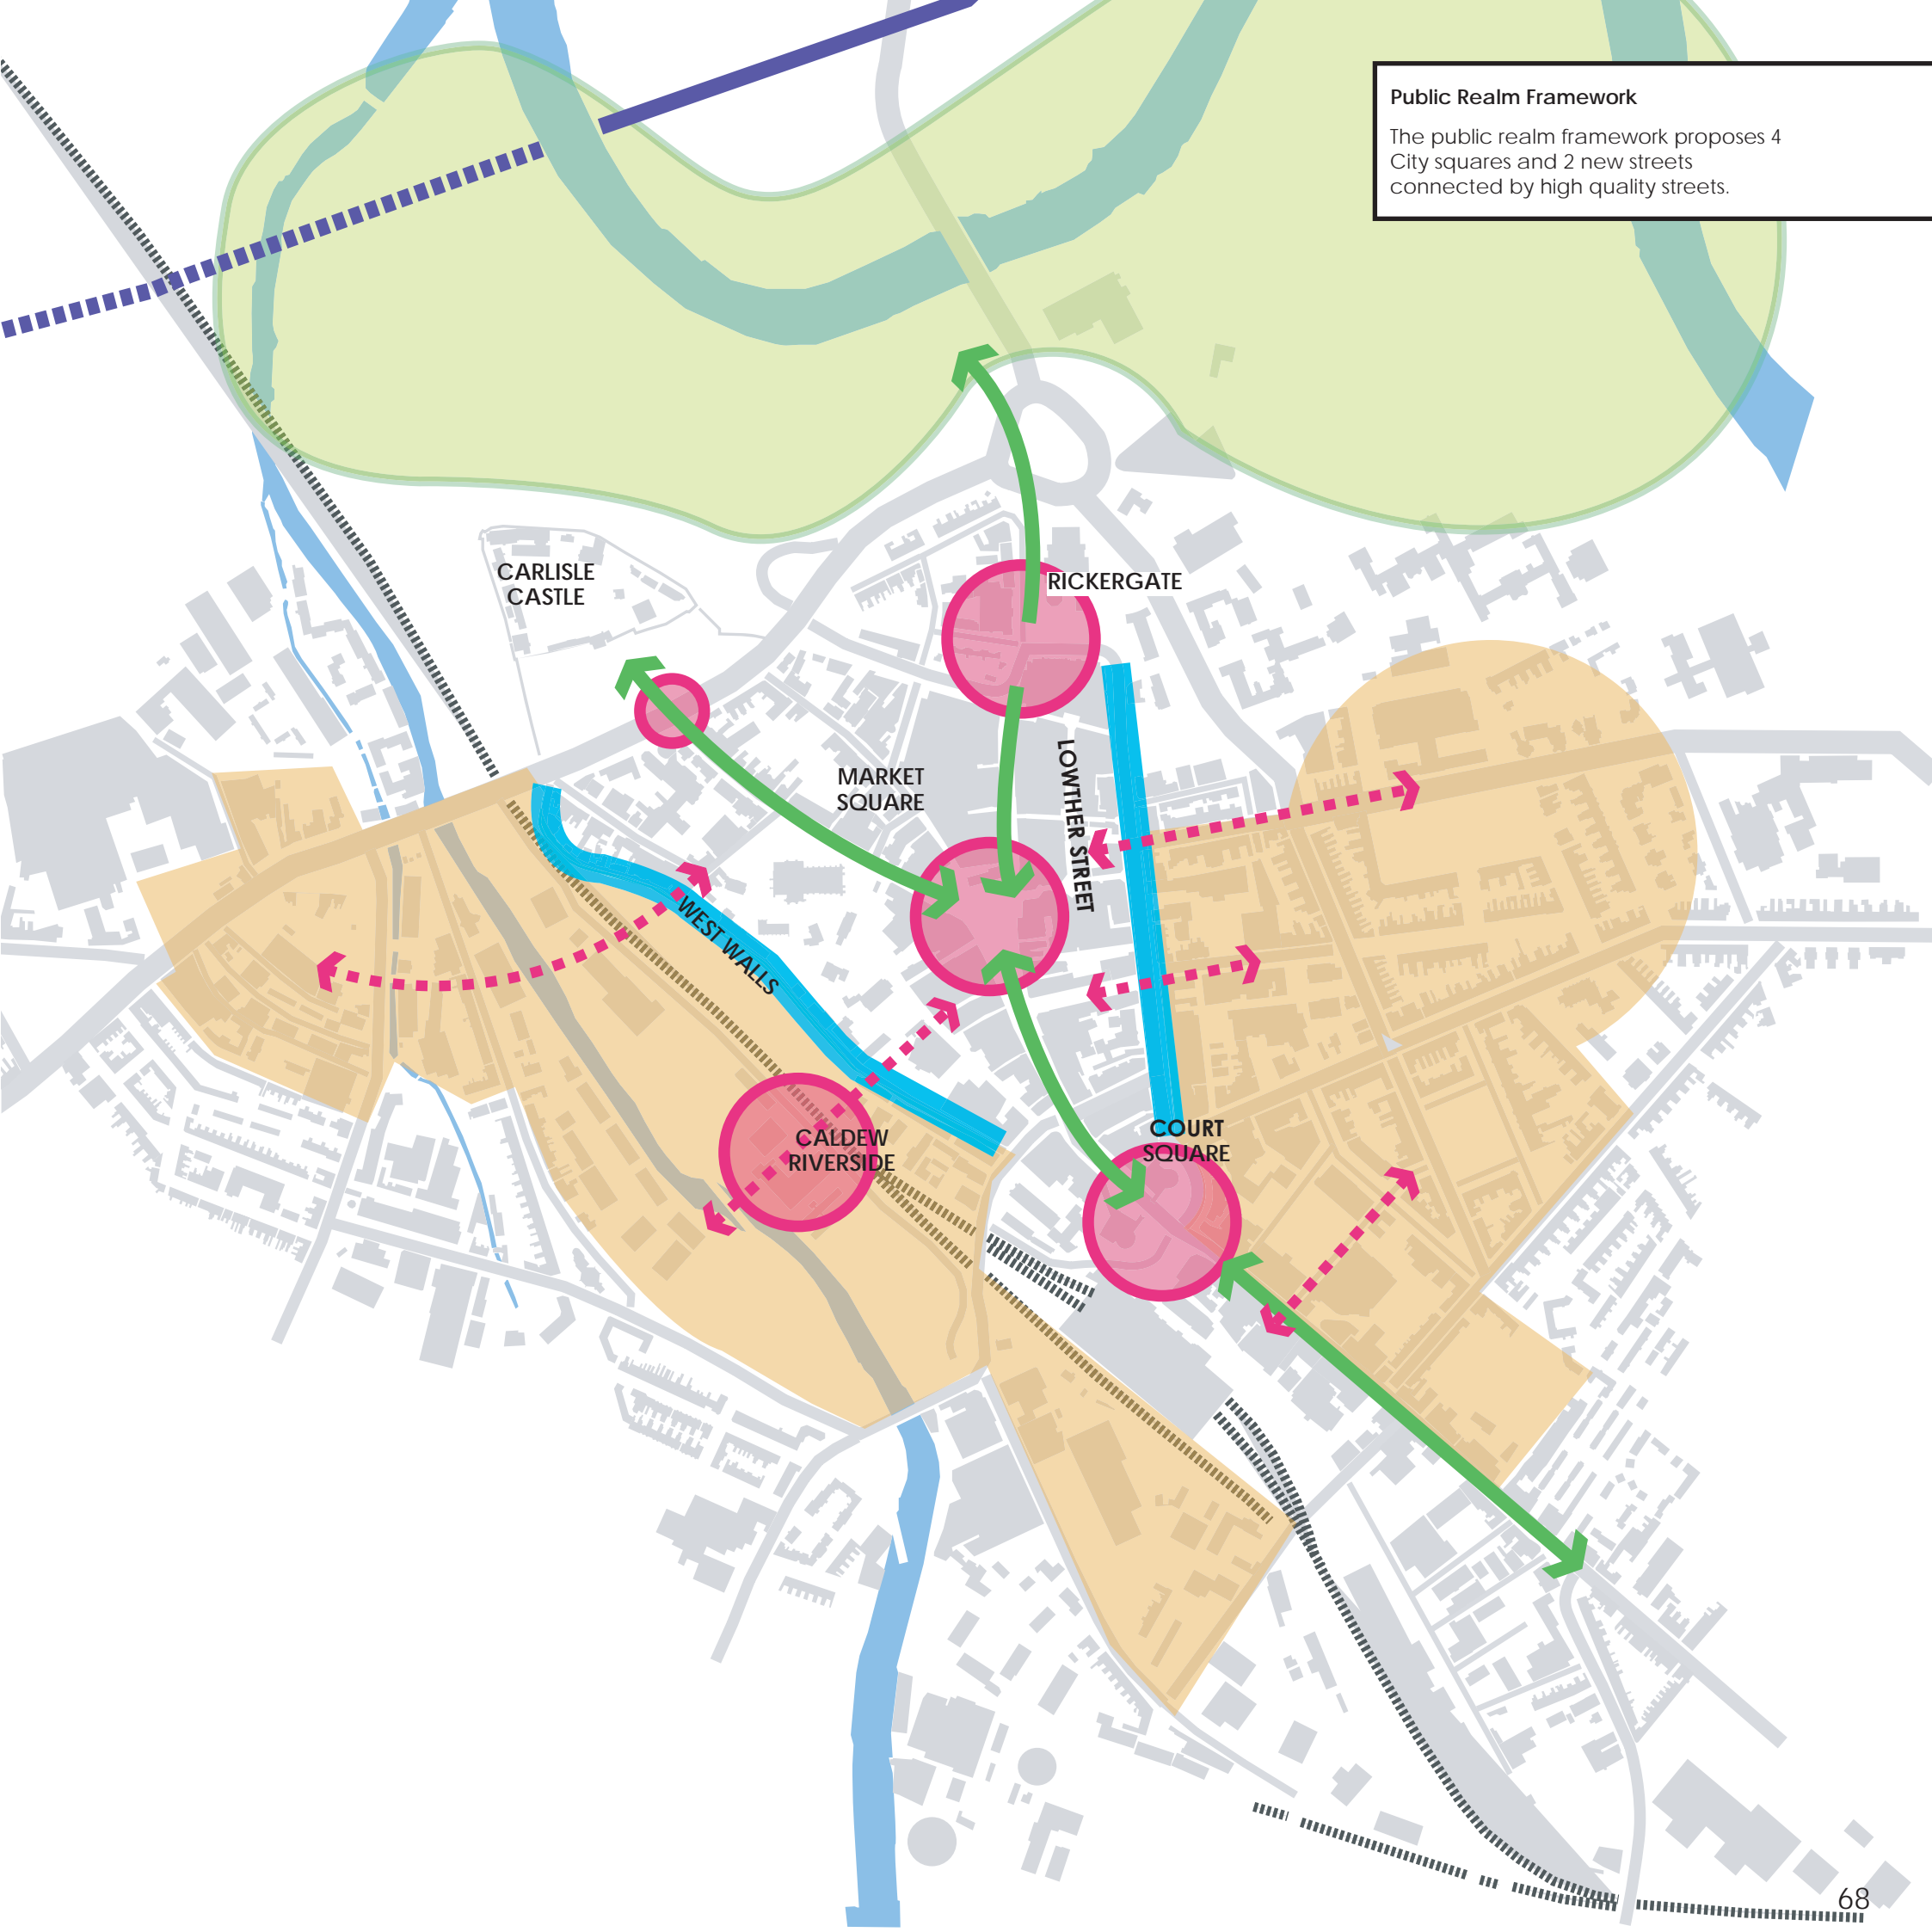 Public Realm Framework
The public realm framework proposes 4
City squares and 2 new streets
connected by high quality streets.
CARLISLE
CASTLE
RICKERGATE
MARKET
SQUARE
LOWTHER STREET
WEST WALLS
CALDEW
RIVERSIDE
COURT
SQUARE
68